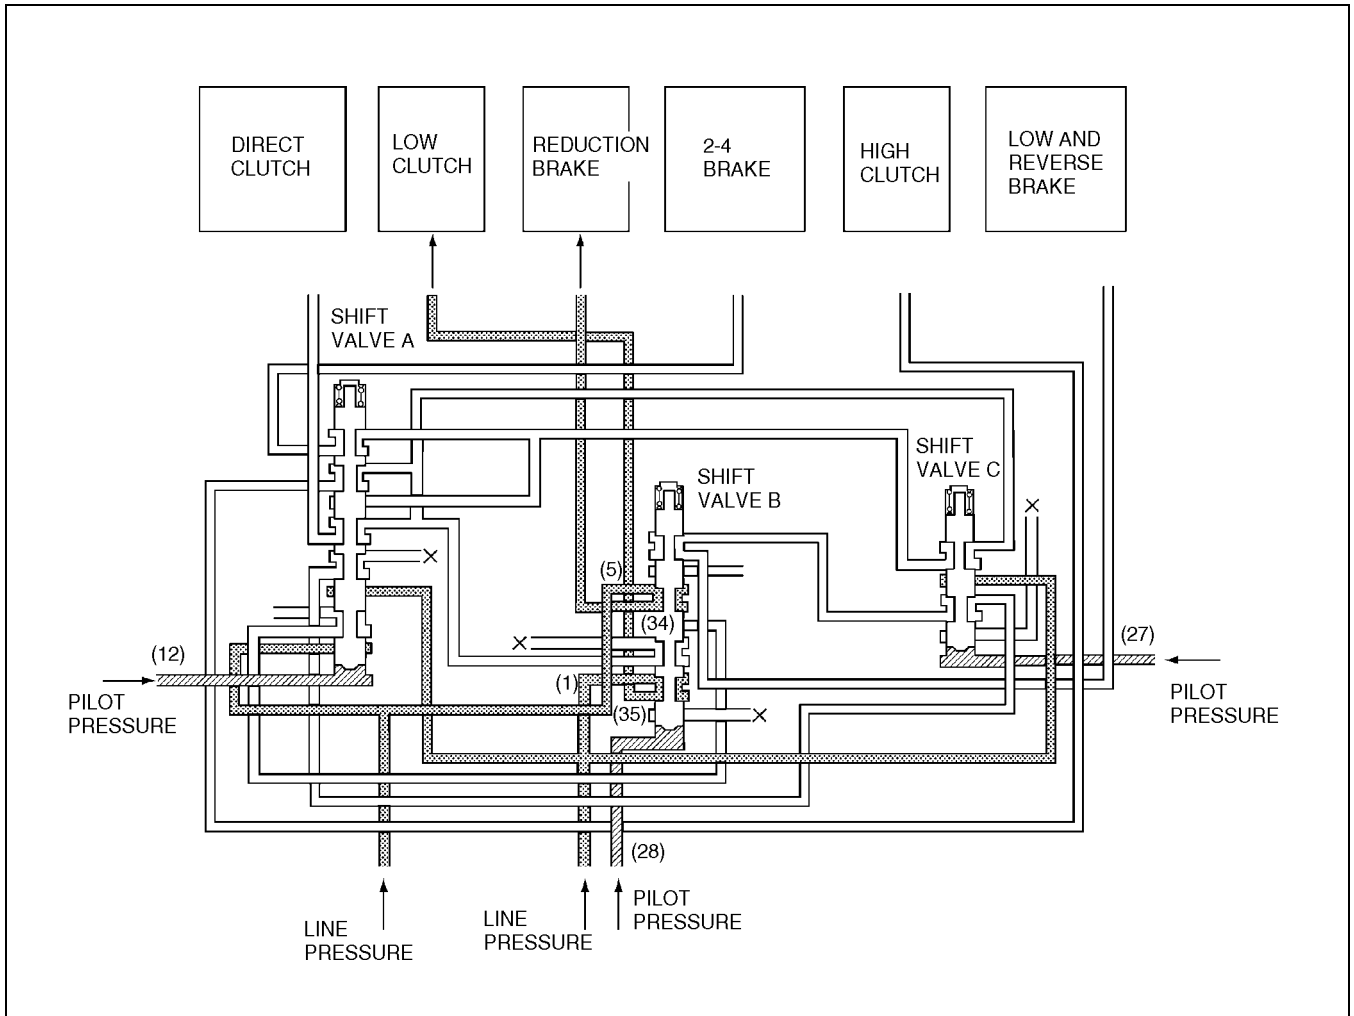 DIRECT
CLUTCH
LOW
CLUTCH
REDUCTION
BRAKE
2-4
BRAKE
HIGH
CLUTCH
LOW AND
REVERSE
BRAKE
SHIFT
VALVE A
SHIFT
VALVE B
SHIFT
VALVE C
(5)
(34)
(12)
(27)
(1)
(35)
PILOT
PRESSURE
PILOT
PRESSURE
(28)
PILOT
PRESSURE
LINE
PRESSURE
LINE
PRESSURE